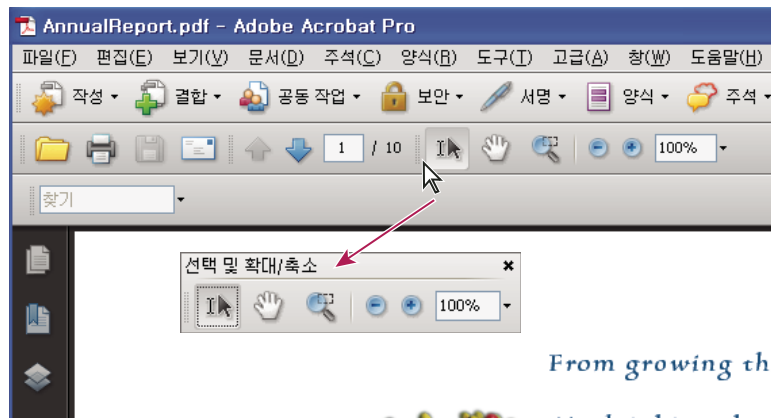 AnnualReport.pdf - Adobe Acrobat Pro
파일(F) 편집(E) 보기(V) 문서(D) 주석(C) 양식(R) 도구(T) 고급(A) 창(W) 도움말(H)
작성 결합 공동 작업 보안 서명 양식 주석
1 / 10 100%
찾기
선택 및 확대/축소
100%
From growing th